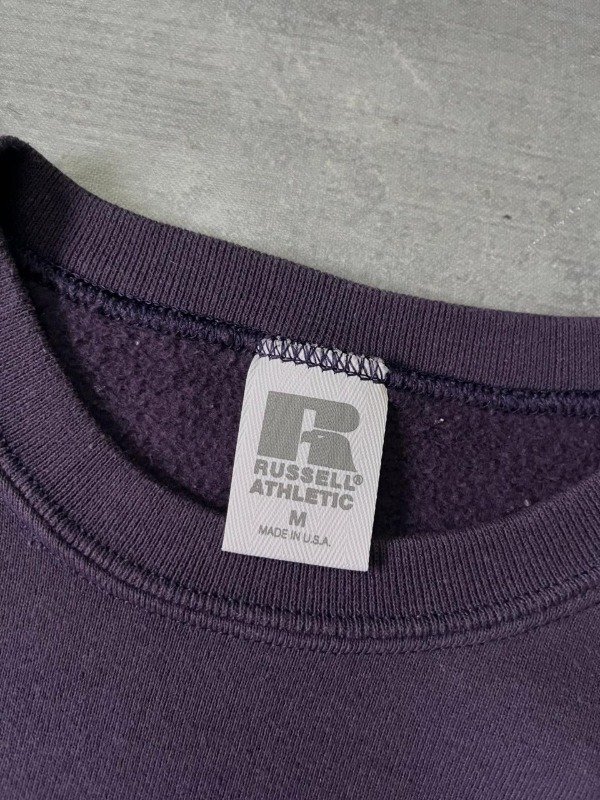 R
RUSSELL®
ATHLETIC
M
MADE IN U.S.A.